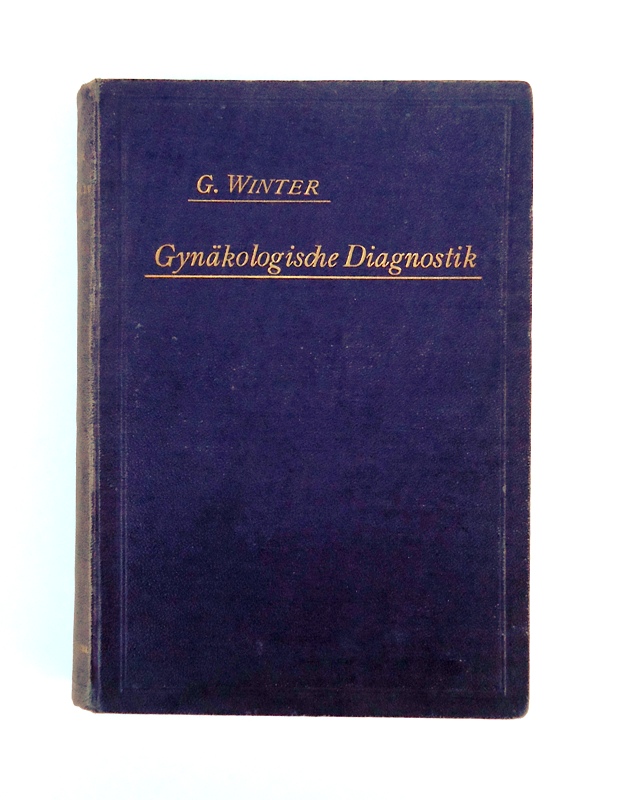 G. WINTER
Gynäkologische Diagnostik